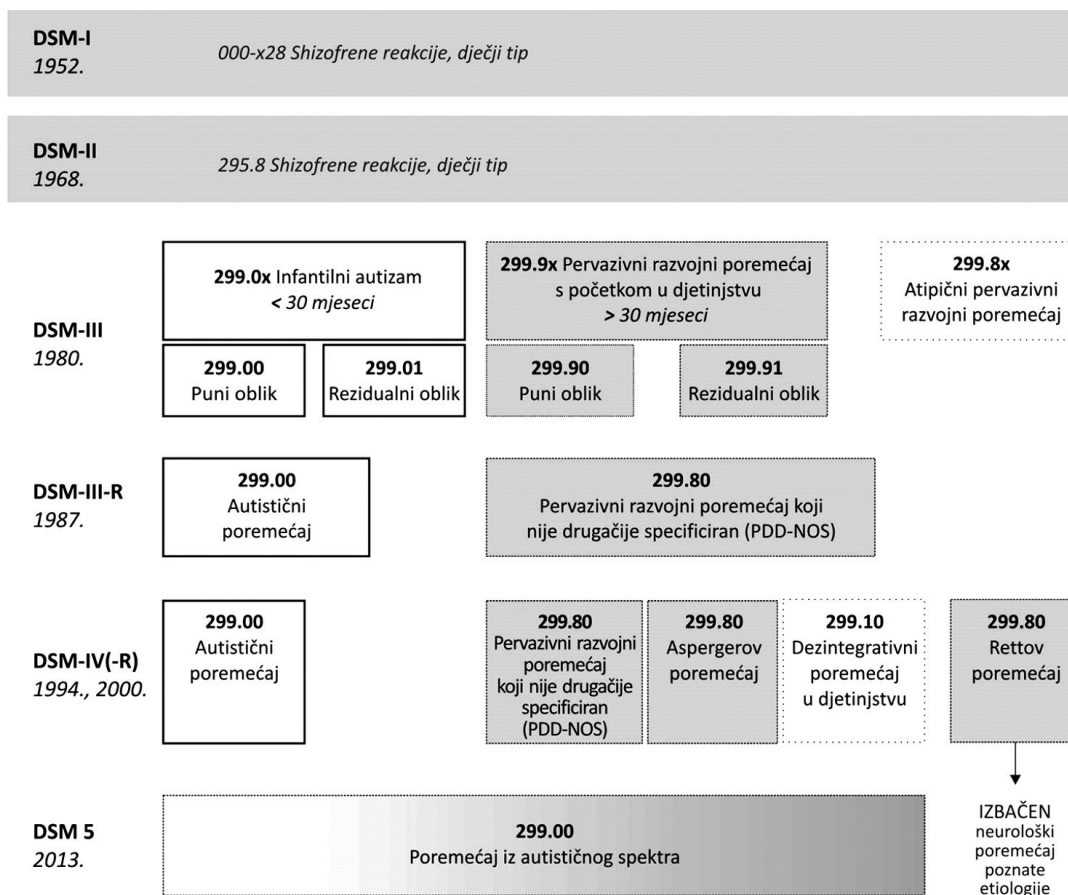 DSM-I
1952.
000-x28 Shizofrene reakcije, dječji tip
DSM-II
1968.
295.8 Shizofrene reakcije, dječji tip
DSM-III
1980.
299.0x Infantilni autizam
< 30 mjeseci
299.9x Pervazivni razvojni poremećaj
s početkom u djetinjstvu
> 30 mjeseci
299.8x
Atipični pervazivni
razvojni poremećaj
299.00
Puni oblik
299.01
Rezidualni oblik
299.90
Puni oblik
299.91
Rezidualni oblik
DSM-III-R
1987.
299.00
Autistični
poremećaj
299.80
Pervazivni razvojni poremećaj koji
nije drugačije specificiran (PDD-NOS)
DSM-IV(-R)
1994., 2000.
299.00
Autistični
poremećaj
299.80
Pervazivni razvojni
poremećaj
koji nije drugačije
specificiran
(PDD-NOS)
299.80
Aspergerov
poremećaj
299.10
Dezintegrativni
poremećaj
u djetinjstvu
299.80
Rettov
poremećaj
DSM 5
2013.
299.00
Poremećaj iz autističnog spektra
IZBAČEN
neurološki
poremećaj
poznate
etiologije